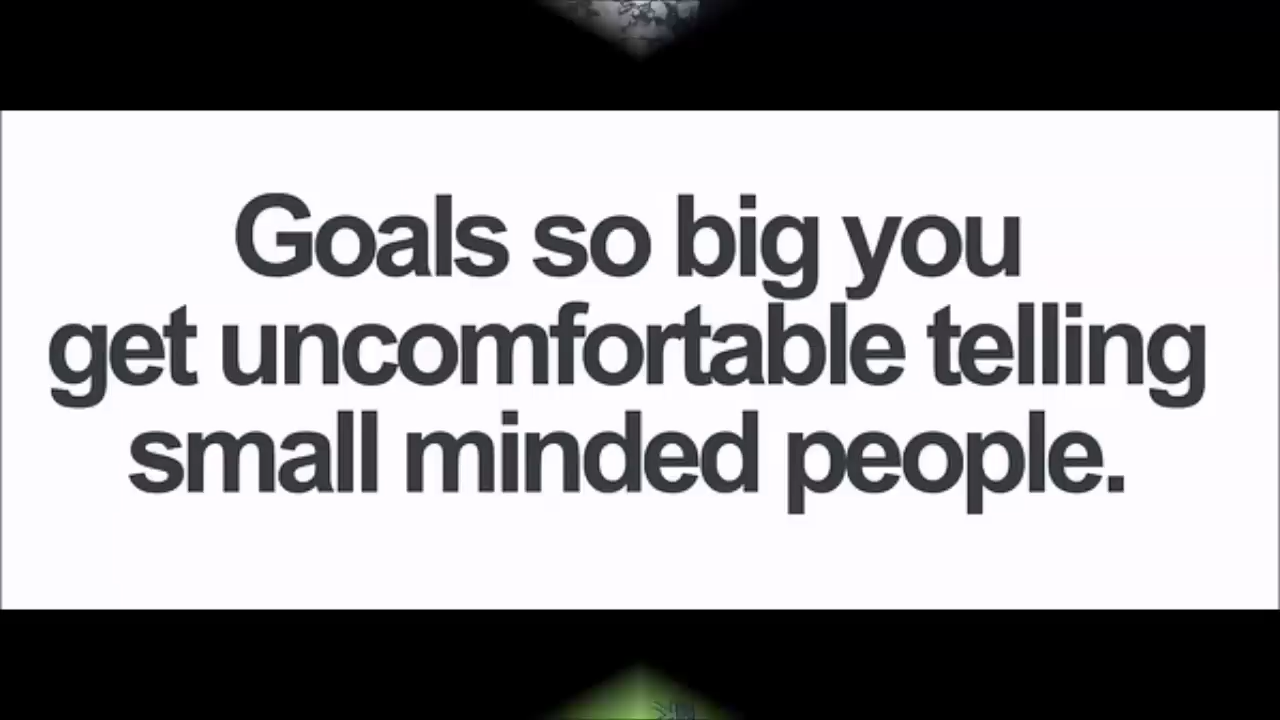 Goals so big you
get uncomfortable telling
small minded people.